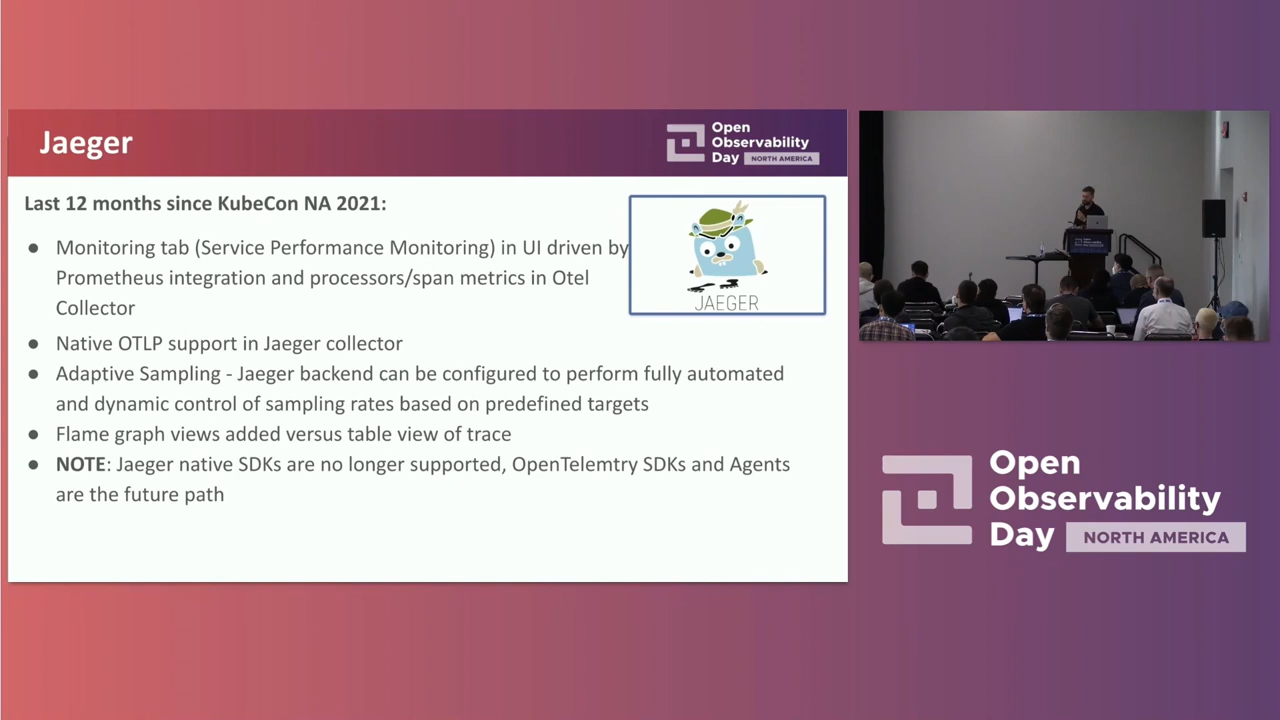 Jaeger
Open
Observability
Day NORTH AMERICA
Last 12 months since KubeCon NA 2021:
● Monitoring tab (Service Performance Monitoring) in UI driven by
Prometheus integration and processors/span metrics in Otel
Collector
● Native OTLP support in Jaeger collector
● Adaptive Sampling - Jaeger backend can be configured to perform fully automated
and dynamic control of sampling rates based on predefined targets
● Flame graph views added versus table view of trace
● NOTE: Jaeger native SDKs are no longer supported, OpenTelemtry SDKs and Agents
are the future path
JAEGER
Open
Observability
Day NORTH AMERICA